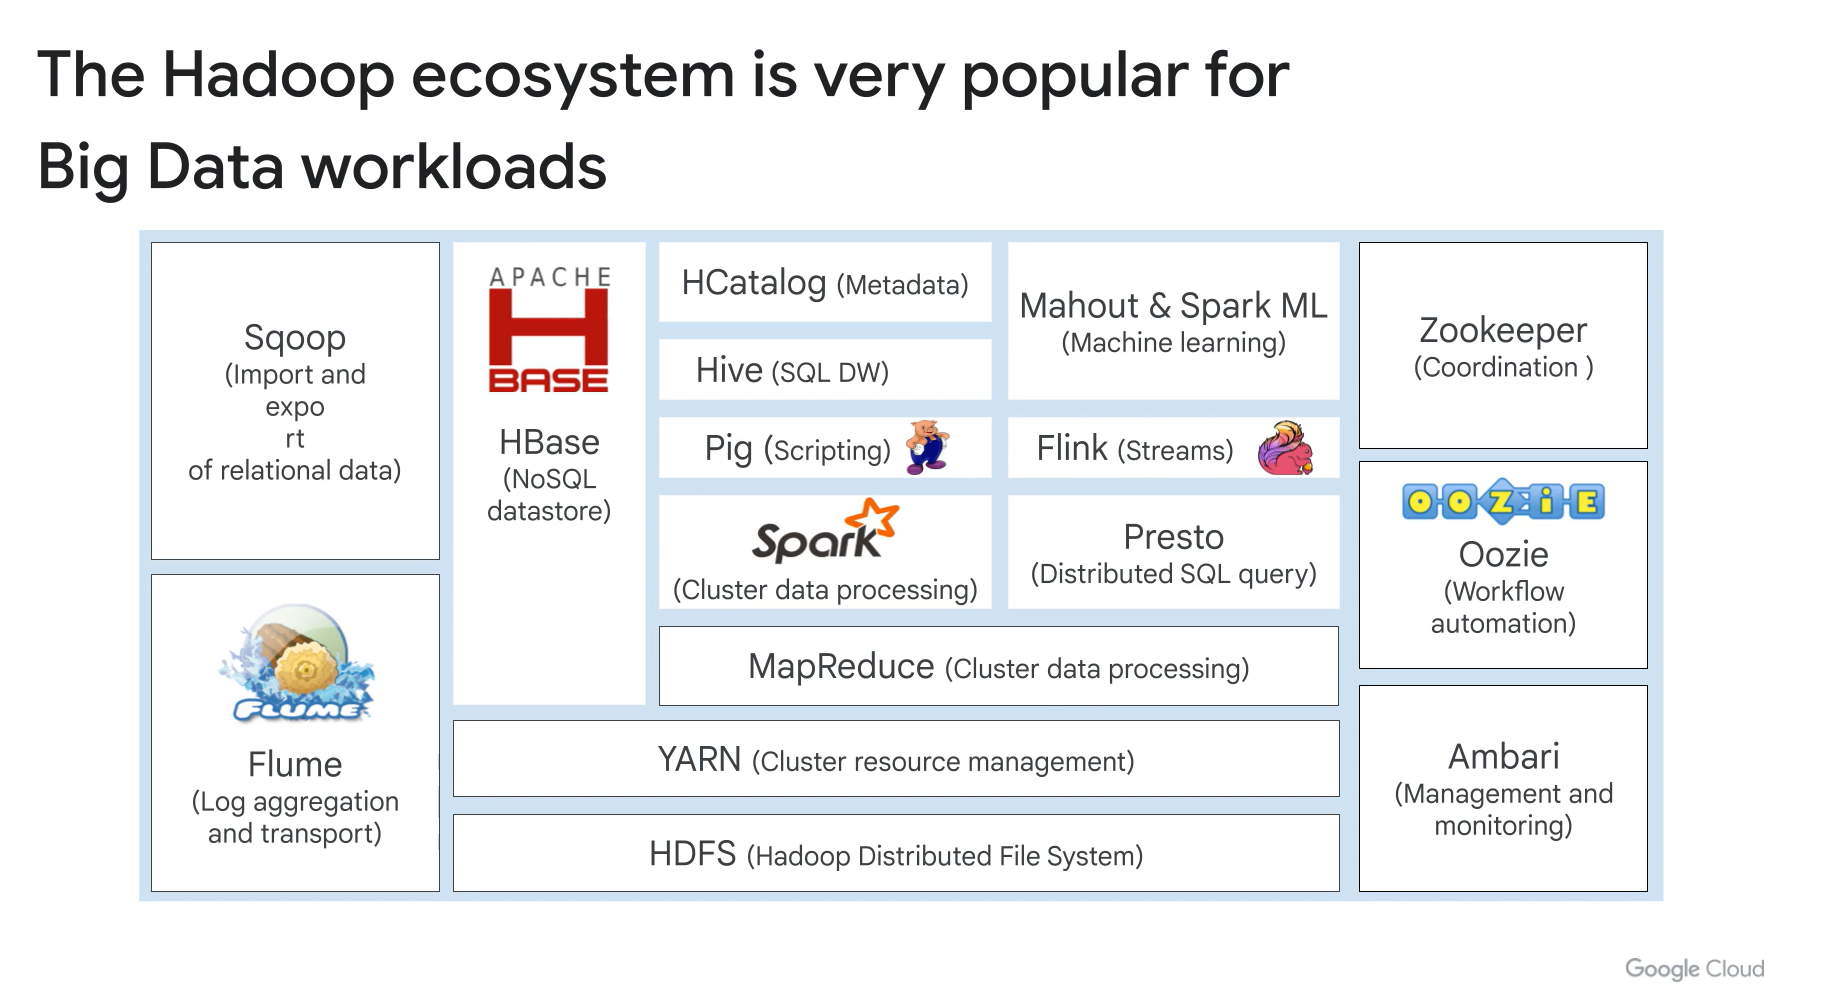 The Hadoop ecosystem is very popular for
Big Data workloads
Sqoop
(Import and
expo
rt
of relational data)
FLUME
Flume
(Log aggregation
and transport)
APACHE
H
BASE
HBase
(NoSQL
datastore)
HCatalog (Metadata)
Hive (SQL DW)
Pig (Scripting)
Spark
(Cluster data processing)
Mahout & Spark ML
(Machine learning)
Flink (Streams)
Presto
(Distributed SQL query)
MapReduce (Cluster data processing)
YARN (Cluster resource management)
HDFS (Hadoop Distributed File System)
Zookeeper
(Coordination )
OOZiE
Oozie
(Workflow
automation)
Ambari
(Management and
monitoring)
Google Cloud